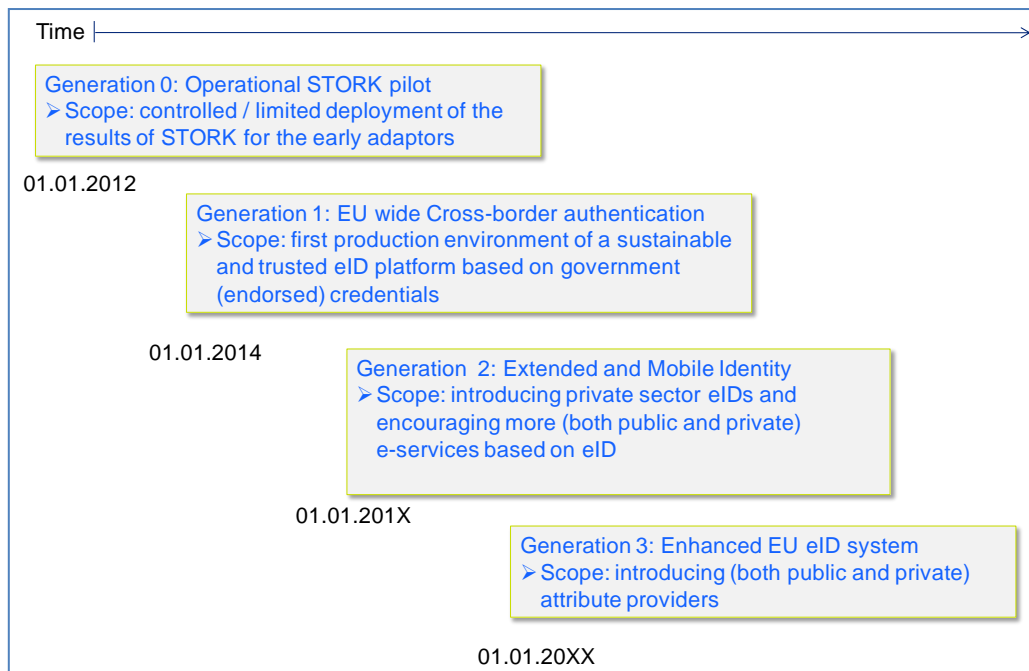 Time
Generation 0: Operational STORK pilot
➢ Scope: controlled / limited deployment of the
results of STORK for the early adaptors
01.01.2012
Generation 1: EU wide Cross-border authentication
➢ Scope: first production environment of a sustainable
and trusted eID platform based on government
(endorsed) credentials
01.01.2014
Generation 2: Extended and Mobile Identity
➢ Scope: introducing private sector eIDs and
encouraging more (both public and private)
e-services based on eID
01.01.201X
Generation 3: Enhanced EU eID system
➢ Scope: introducing (both public and private)
attribute providers
01.01.20XX